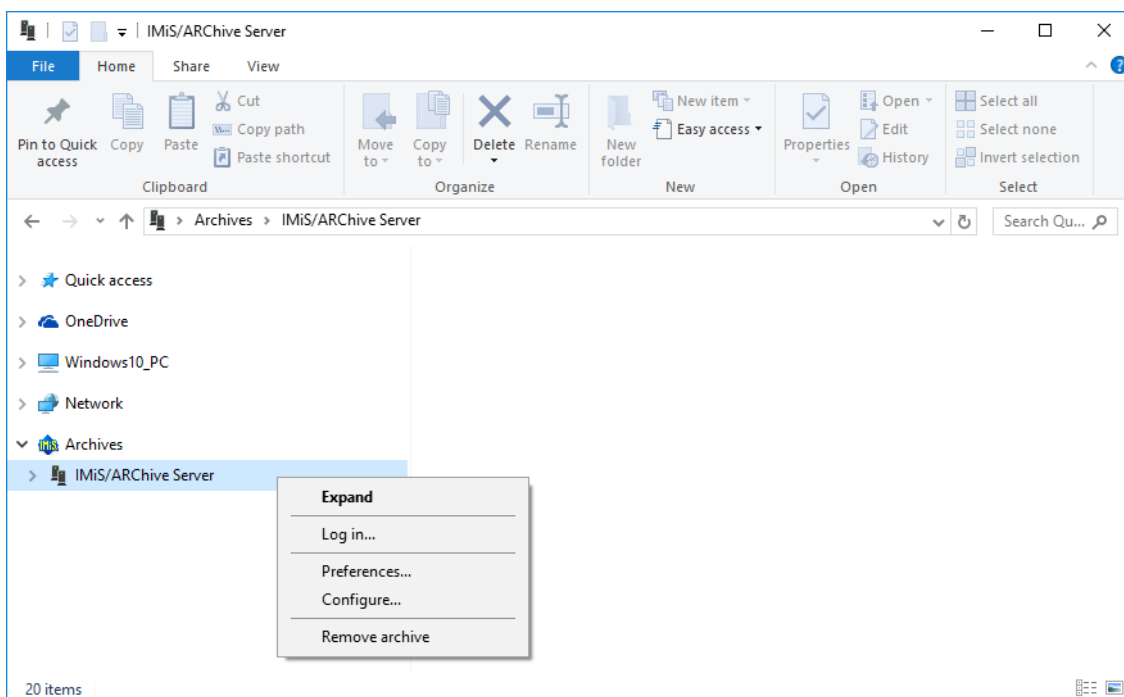 IMiS/ARChive Server
File Home Share View
Pin to Quick access
Copy
Paste
Cut
Copy path
Paste shortcut
Clipboard
Move to
Copy to
Delete
Rename
Organize
New folder
New item
Easy access
New
Properties
Open
Edit
History
Open
Select all
Select none
Invert selection
Select
Archives > IMiS/ARChive Server
Search Qu...
Quick access
OneDrive
Windows10_PC
Network
Archives
IMiS/ARChive Server
Expand
Log in...
Preferences...
Configure...
Remove archive
20 items